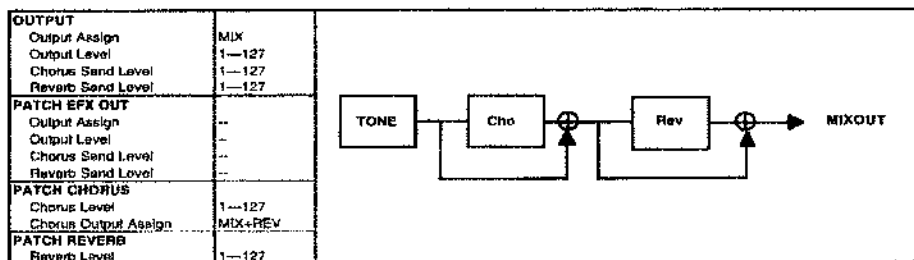 OUTPUT
Output Assign MIX
Output Level 1—127
Chorus Send Level 1—127
Reverb Send Level 1—127
PATCH EFX OUT
Output Assign --
Output Level --
Chorus Send Level --
Reverb Send Level --
PATCH CHORUS
Chorus Level 1—127
Chorus Output Assign MIX+REV
PATCH REVERB
Reverb Level 1—127
TONE Cho Rev MIXOUT